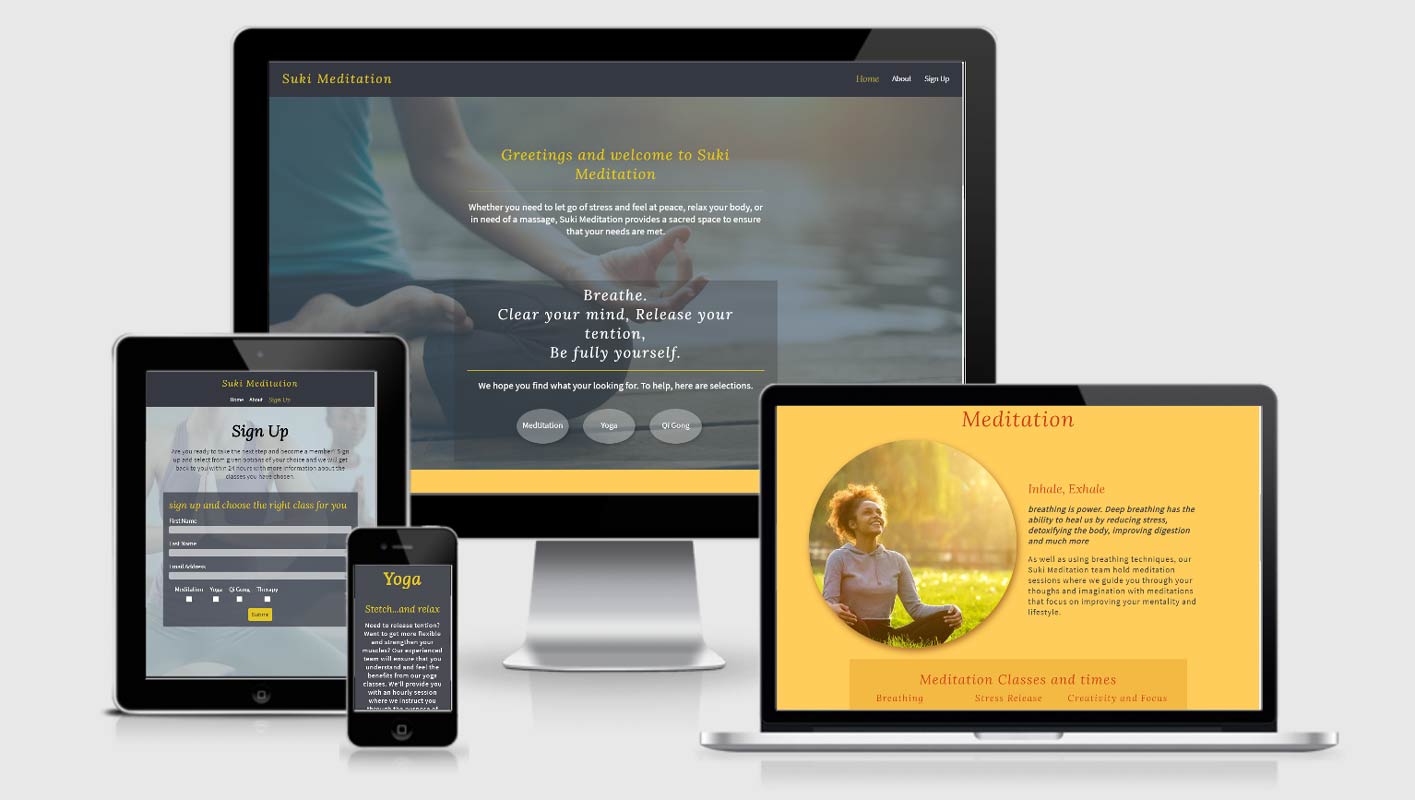 Suki Meditation
Home About Sign Up
Greetings and welcome to Suki
Meditation
Whether you need to let go of stress and feel at peace, relax your body, or
in need of a massage, Suki Meditation provides a sacred space to ensure
that your needs are met.
Breathe.
Clear your mind, Release your
tention,
Be fully yourself.
We hope you find what your looking for. To help, here are selections.
Meditation Yoga Qi Gong
Suki Meditation
Home About Sign Up
Sign Up
Are you ready to take the next step and become a member? Sign
up and select from given options of your choice and we will get
back to you within 24 hours with more information about the
classes you have chosen.
sign up and choose the right class for you
First Name
Last Name
Email Address
Meditation Yoga Qi Gong Therapy
Submit
Yoga
Stretch...and relax
Need to release tention?
Want to get more flexible
and strengthen your
muscles? Our experienced
team will ensure that you
understand and feel the
benefits from our yoga
classes. We'll provide you
with an hourly session
where we instruct you
through the purpose of
Meditation
Inhale, Exhale
breathing is power. Deep breathing has the
ability to heal us by reducing stress,
detoxifying the body, improving digestion
and much more
As well as using breathing techniques, our
Suki Meditation team hold meditation
sessions where we guide you through your
thoughs and imagination with meditations
that focus on improving your mentality and
lifestyle.
Meditation Classes and times
Breathing Stress Release Creativity and Focus